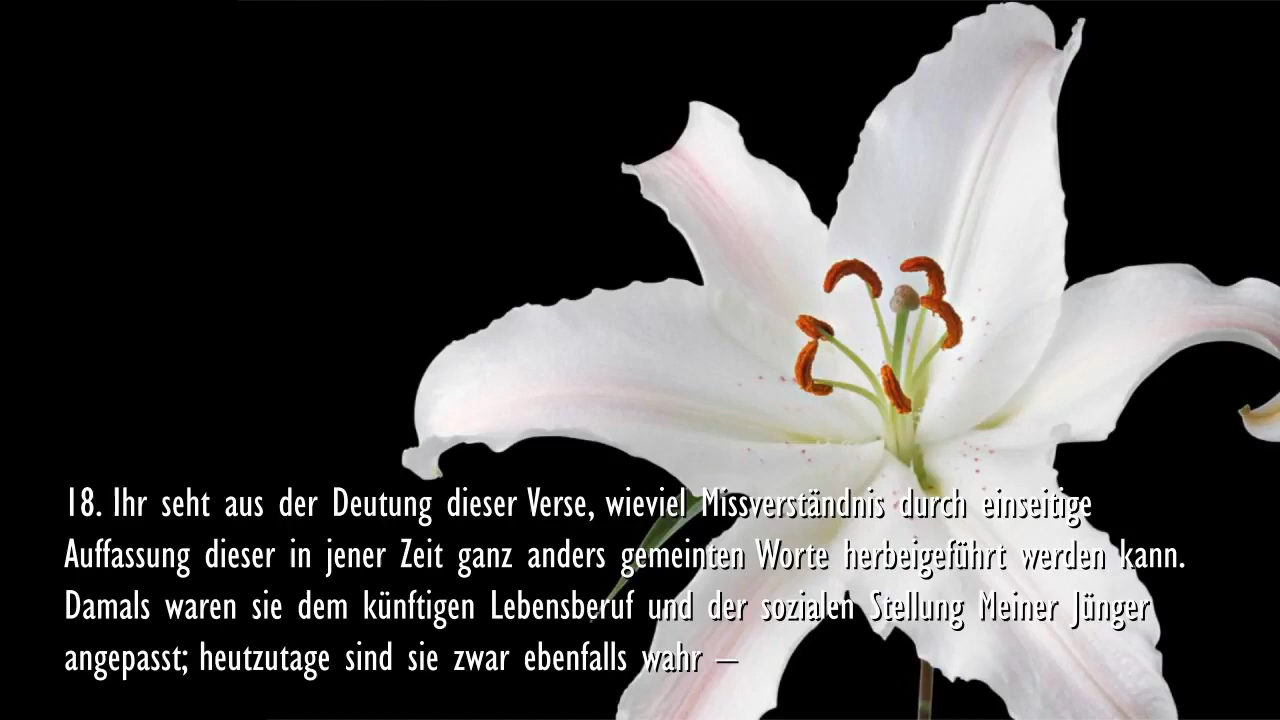 18. Ihr seht aus der Deutung dieser Verse, wieviel Missverständnis durch einseitige
Auffassung dieser in jener Zeit ganz anders gemeinten Worte herbeigeführt werden kann.
Damals waren sie dem künftigen Lebensberuf und der sozialen Stellung Meiner Jünger
angepasst; heutzutage sind sie zwar ebenfalls wahr –